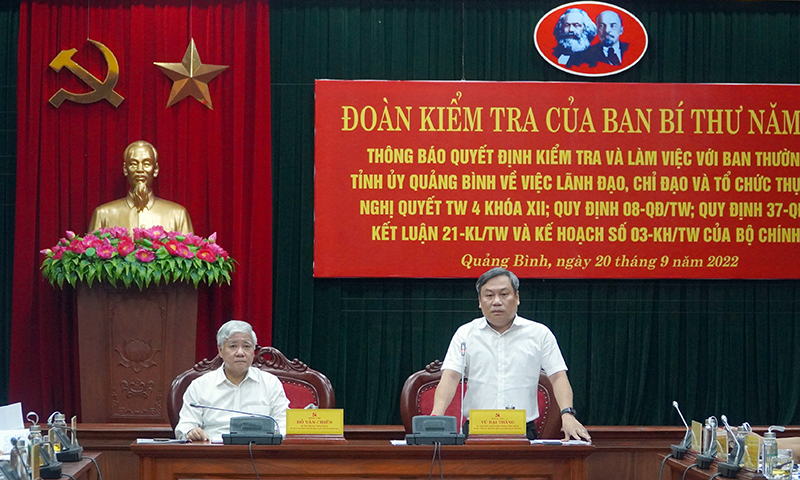 ĐOÀN KIỂM TRA CỦA BAN BÍ THƯ NĂM
THÔNG BÁO QUYẾT ĐỊNH KIỂM TRA VÀ LÀM VIỆC VỚI BAN THƯỜN
TỈNH ỦY QUẢNG BÌNH VỀ VIỆC LÃNH ĐẠO, CHỈ ĐẠO VÀ TỔ CHỨC THỰ
NGHỊ QUYẾT TW 4 KHÓA XII; QUY ĐỊNH 08-QĐ/TW; QUY ĐỊNH 37-QĐ
KẾT LUẬN 21-KL/TW VÀ KẾ HOẠCH SỐ 03-KH/TW CỦA BỘ CHÍNH
Quảng Bình, ngày 20 tháng 9 năm 2022
ĐỖ VĂN CHIẾN
VŨ ĐẠI THẮNG